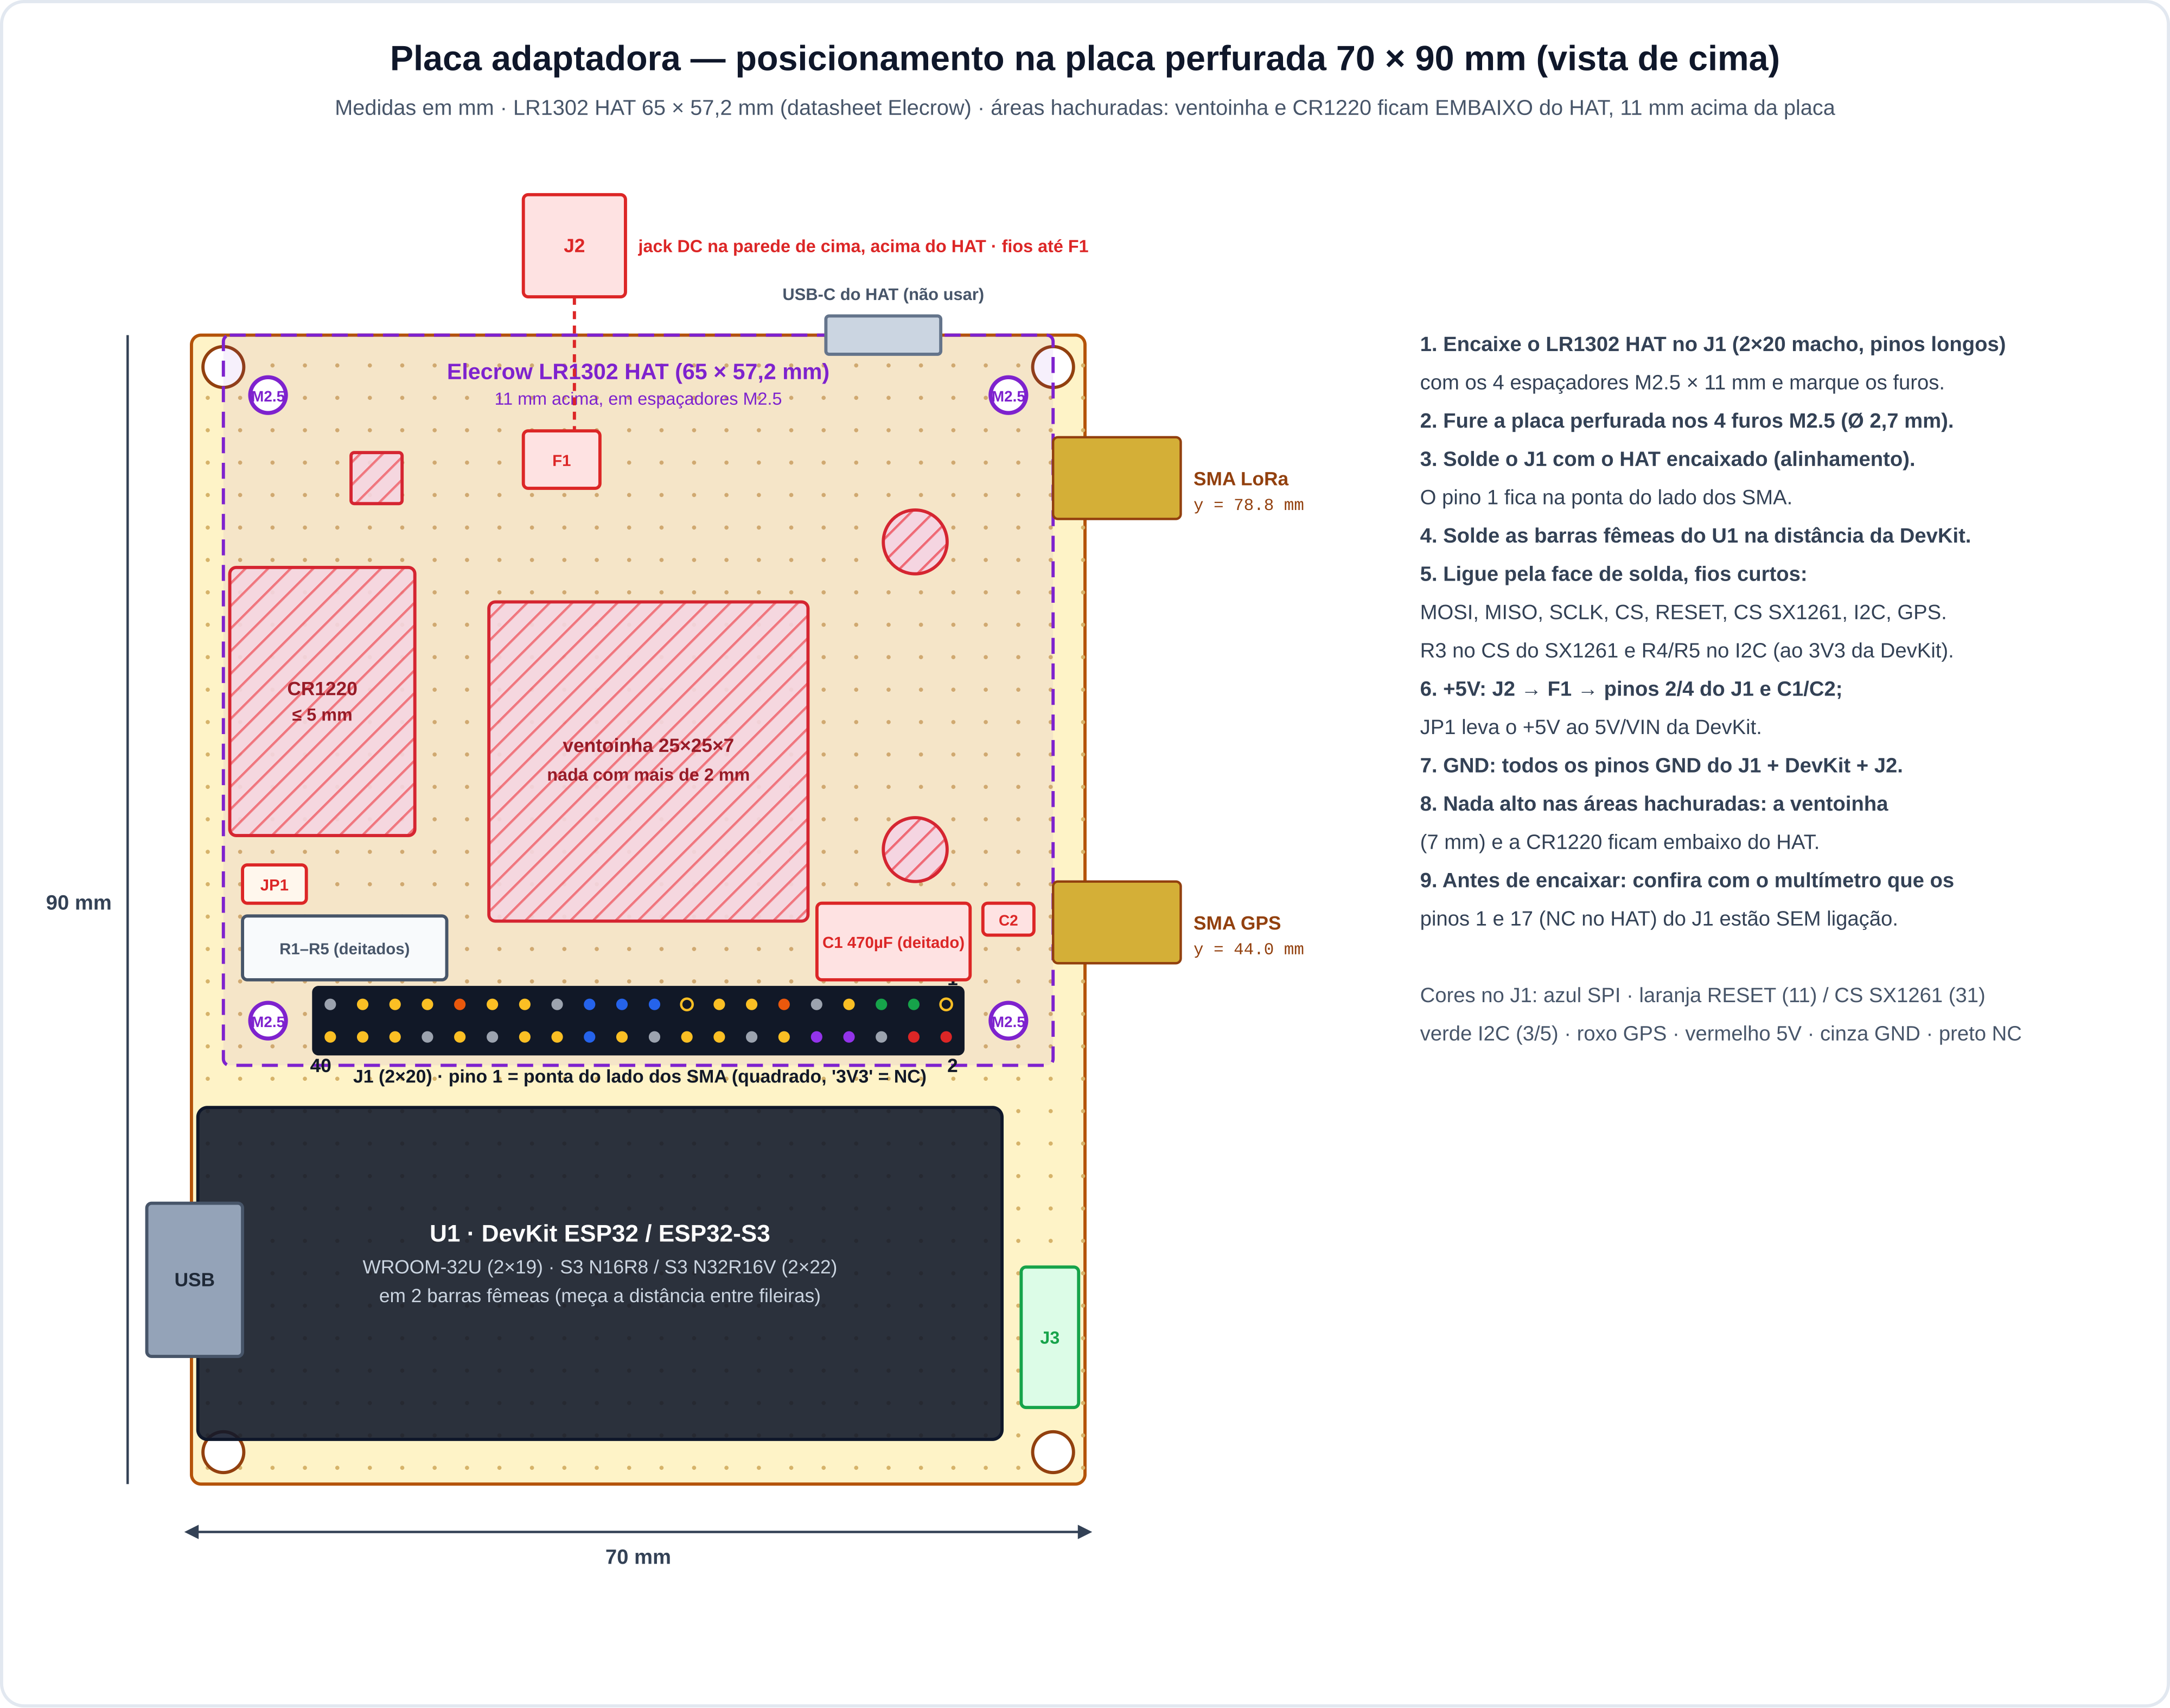 Placa adaptadora — posicionamento na placa perfurada 70 × 90 mm (vista de cima)
Medidas em mm · LR1302 HAT 65 × 57,2 mm (datasheet Elecrow) · áreas hachuradas: ventoinha e CR1220 ficam EMBAIXO do HAT, 11 mm acima da placa
J2
jack DC na parede de cima, acima do HAT · fios até F1
USB-C do HAT (não usar)
Elecrow LR1302 HAT (65 × 57,2 mm)
11 mm acima, em espaçadores M2.5
M2.5
M2.5
F1
SMA LoRa
y = 78.8 mm
CR1220
≤ 5 mm
ventoinha 25×25×7
nada com mais de 2 mm
JP1
90 mm
R1–R5 (deitados)
C1 470µF (deitado)
C2
SMA GPS
y = 44.0 mm
1
M2.5
M2.5
40
2
J1 (2×20) · pino 1 = ponta do lado dos SMA (quadrado, '3V3' = NC)
U1 · DevKit ESP32 / ESP32-S3
WROOM-32U (2×19) · S3 N16R8 / S3 N32R16V (2×22)
em 2 barras fêmeas (meça a distância entre fileiras)
USB
J3
70 mm
1. Encaixe o LR1302 HAT no J1 (2×20 macho, pinos longos)
com os 4 espaçadores M2.5 × 11 mm e marque os furos.
2. Fure a placa perfurada nos 4 furos M2.5 (Ø 2,7 mm).
3. Solde o J1 com o HAT encaixado (alinhamento).
O pino 1 fica na ponta do lado dos SMA.
4. Solde as barras fêmeas do U1 na distância da DevKit.
5. Ligue pela face de solda, fios curtos:
MOSI, MISO, SCLK, CS, RESET, CS SX1261, I2C, GPS.
R3 no CS do SX1261 e R4/R5 no I2C (ao 3V3 da DevKit).
6. +5V: J2 → F1 → pinos 2/4 do J1 e C1/C2;
JP1 leva o +5V ao 5V/VIN da DevKit.
7. GND: todos os pinos GND do J1 + DevKit + J2.
8. Nada alto nas áreas hachuradas: a ventoinha
(7 mm) e a CR1220 ficam embaixo do HAT.
9. Antes de encaixar: confira com o multímetro que os
pinos 1 e 17 (NC no HAT) do J1 estão SEM ligação.
Cores no J1: azul SPI · laranja RESET (11) / CS SX1261 (31)
verde I2C (3/5) · roxo GPS · vermelho 5V · cinza GND · preto NC